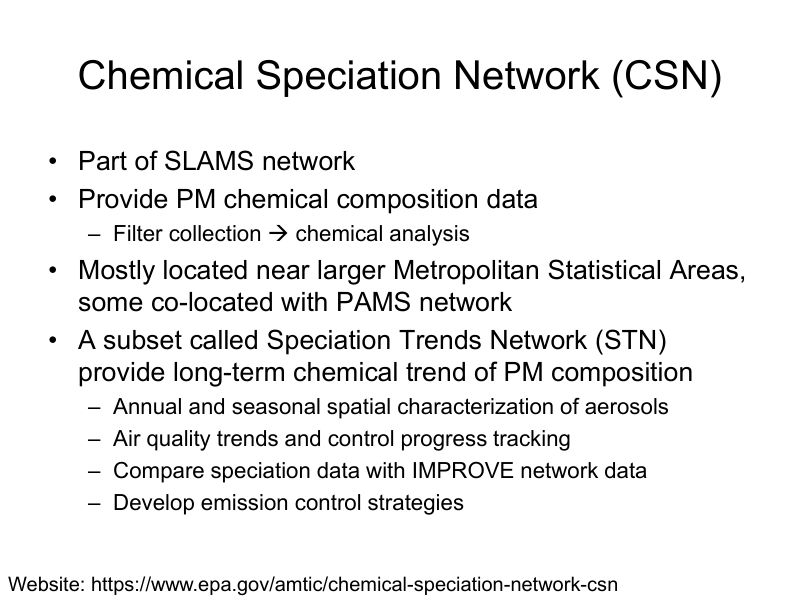 Chemical Speciation Network (CSN)
• Part of SLAMS network
• Provide PM chemical composition data
– Filter collection → chemical analysis
• Mostly located near larger Metropolitan Statistical Areas,
some co-located with PAMS network
• A subset called Speciation Trends Network (STN)
provide long-term chemical trend of PM composition
– Annual and seasonal spatial characterization of aerosols
– Air quality trends and control progress tracking
– Compare speciation data with IMPROVE network data
– Develop emission control strategies
Website: https://www.epa.gov/amtic/chemical-speciation-network-csn